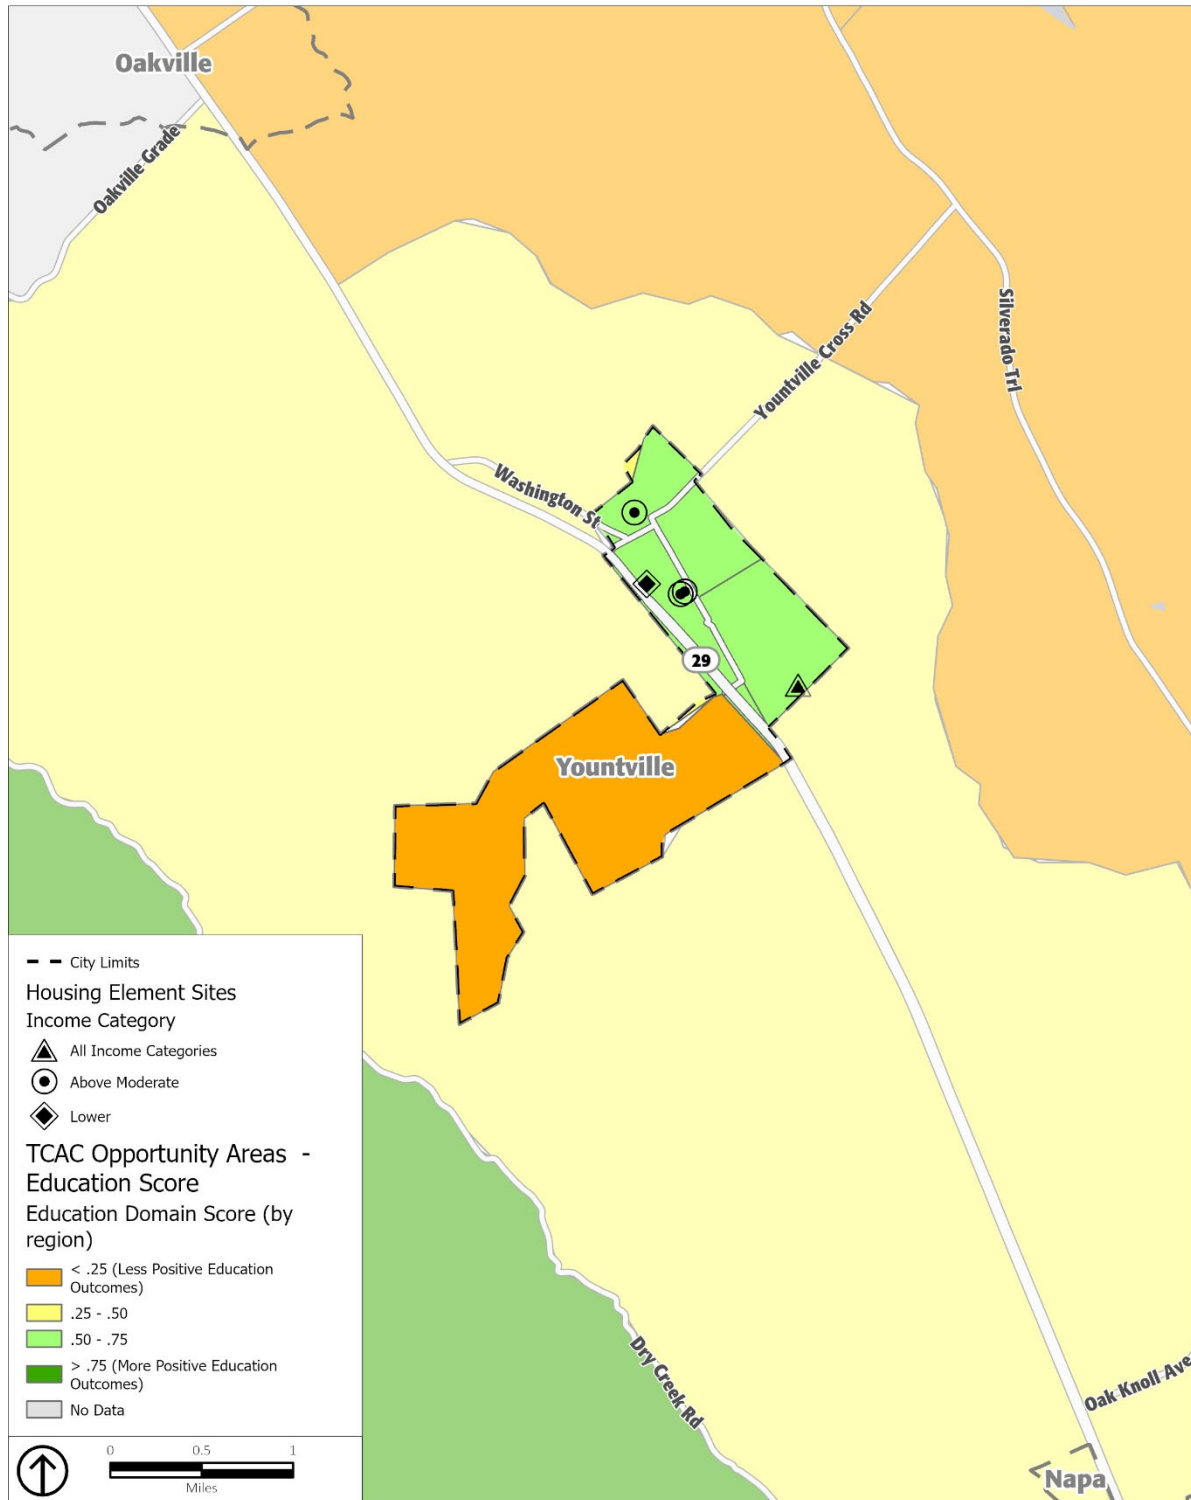 Oakville
Oakville Grade
Silverado Trl
Yountville Cross Rd
Washington St
29
Yountville
City Limits
Housing Element Sites
Income Category
All Income Categories
Above Moderate
Lower
TCAC Opportunity Areas -
Education Score
Education Domain Score (by
region)
< .25 (Less Positive Education
Outcomes)
.25 - .50
.50 - .75
> .75 (More Positive Education
Outcomes)
No Data
0 0.5 1
Miles
Dry Creek Rd
Oak Knoll Ave
Napa